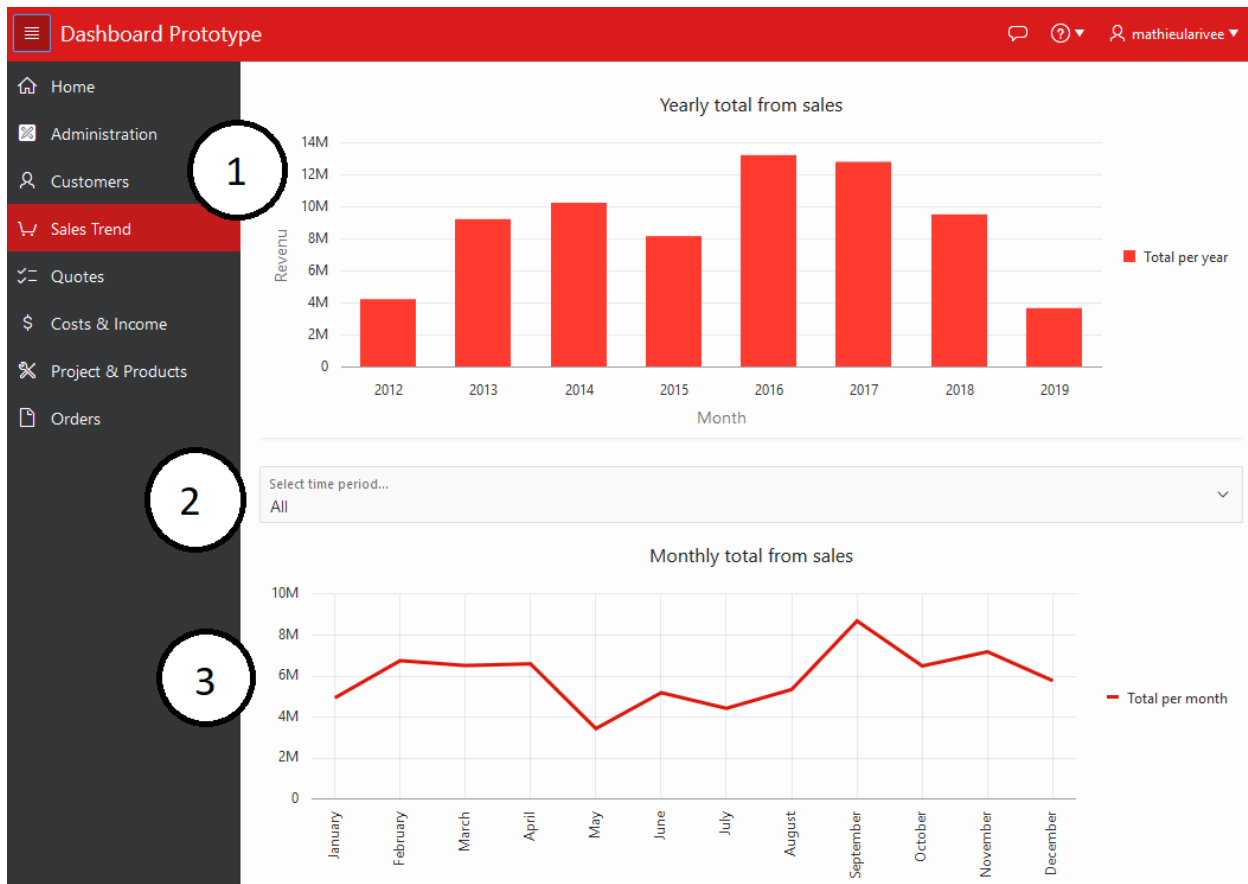 Dashboard Prototype
mathieularivee
Home
Administration
Customers
Sales Trend
Quotes
Costs & Income
Project & Products
Orders
1
Yearly total from sales
14M
12M
10M
8M
6M
4M
2M
0
Revenu
2012 2013 2014 2015 2016 2017 2018 2019
Month
Total per year
2
Select time period...
All
3
Monthly total from sales
10M
8M
6M
4M
2M
0
January February March April May June July August September October November December
Total per month